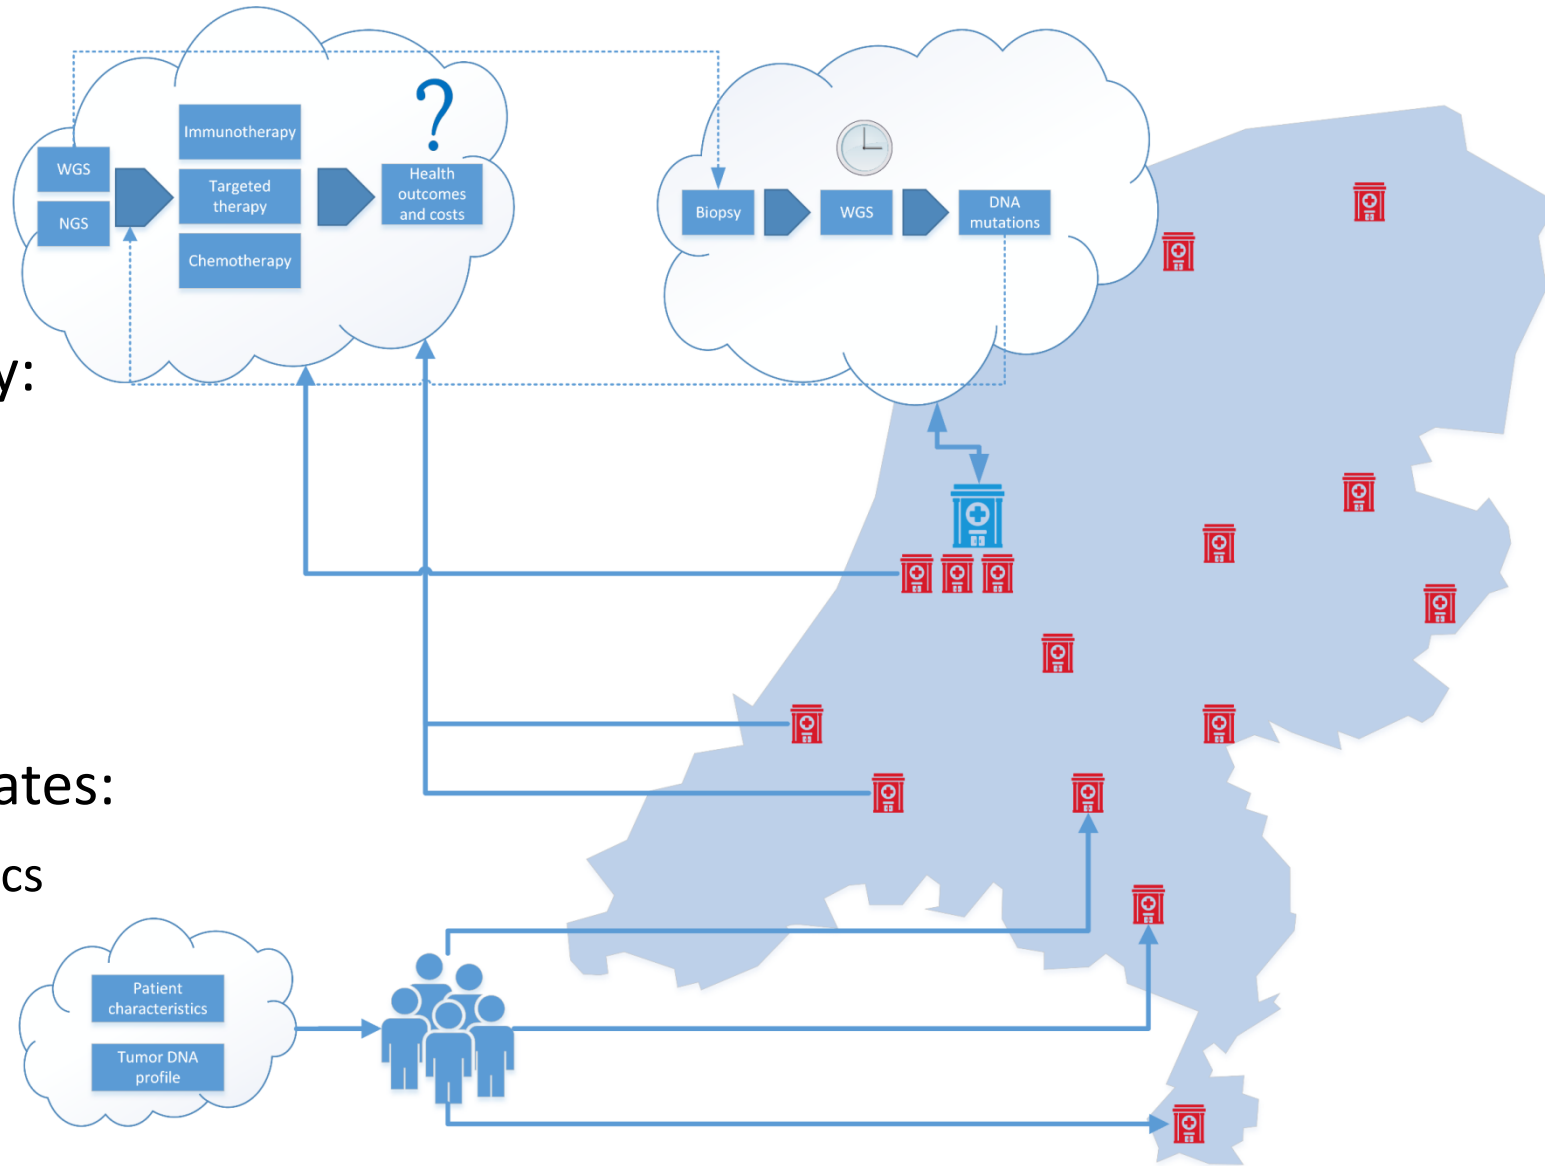 WGS
NGS
Immunotherapy
Targeted
therapy
Chemotherapy
?
Health
outcomes
and costs
Biopsy
WGS
DNA
mutations
y:
ates:
cs
Patient
characteristics
Tumor DNA
profile